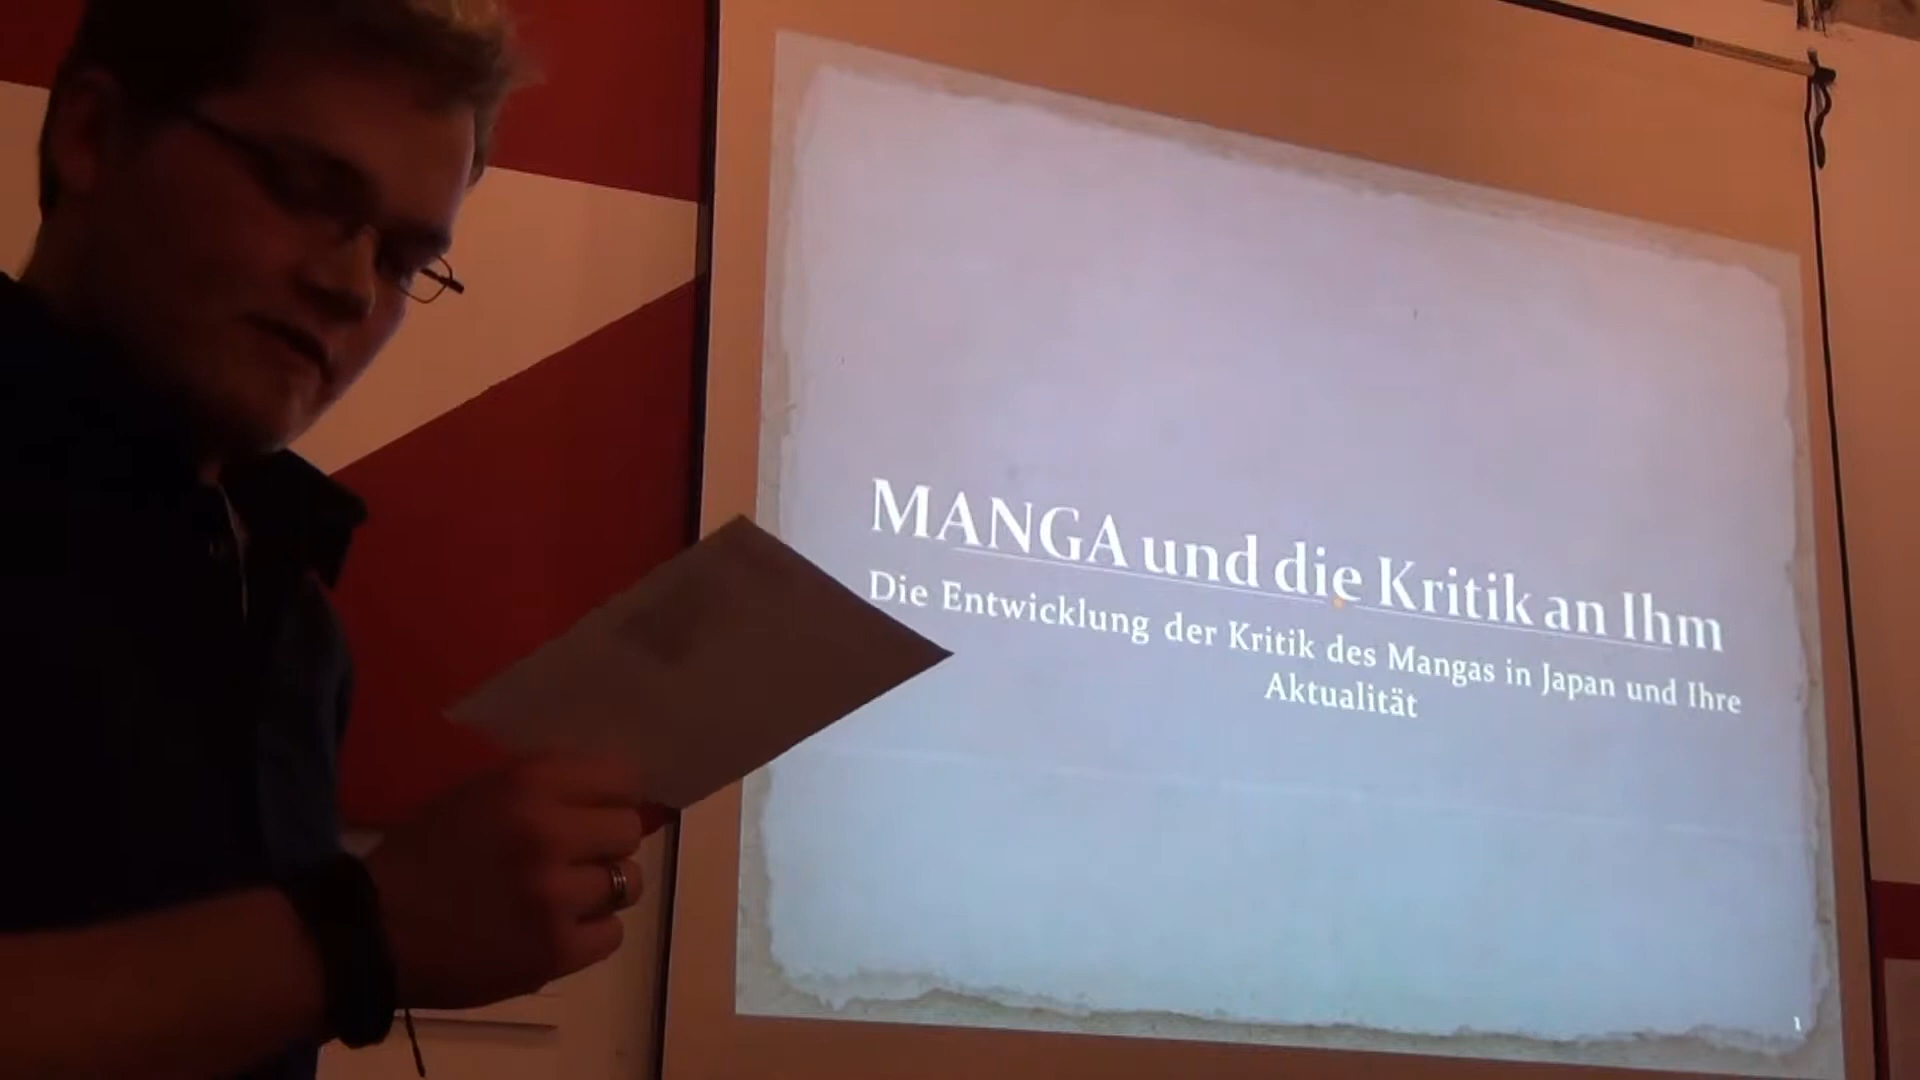 MANGA und die Kritik an Ihm
Die Entwicklung der Kritik des Mangas in Japan und Ihre
Aktualität
1